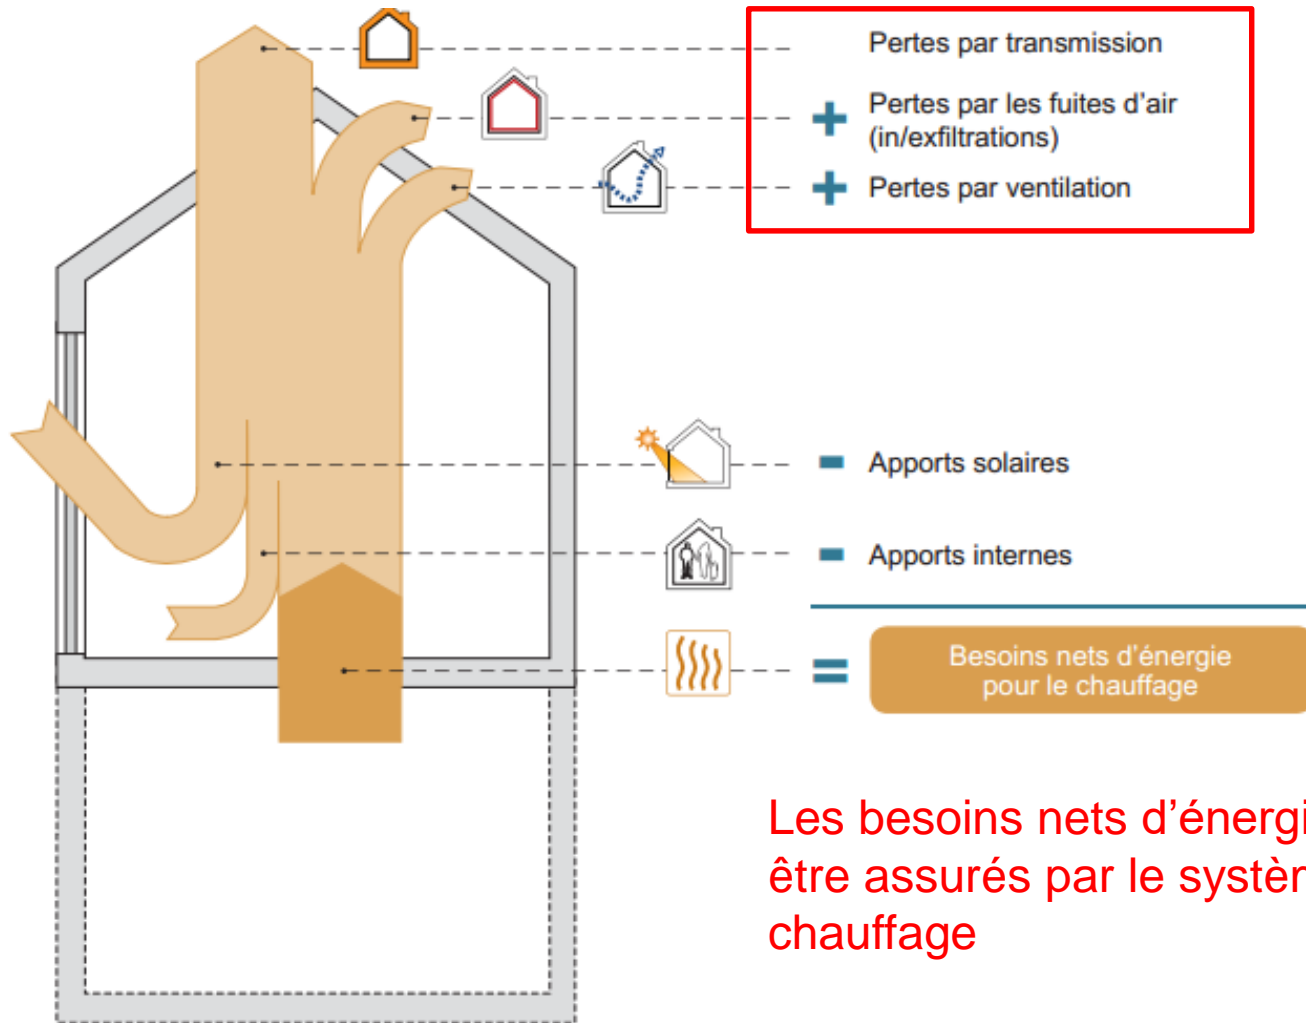 Pertes par transmission
+ Pertes par les fuites d'air
(in/exfiltrations)
+ Pertes par ventilation
- Apports solaires
- Apports internes
= Besoins nets d'énergie
pour le chauffage
Les besoins nets d'énergi
être assurés par le systèr
chauffage